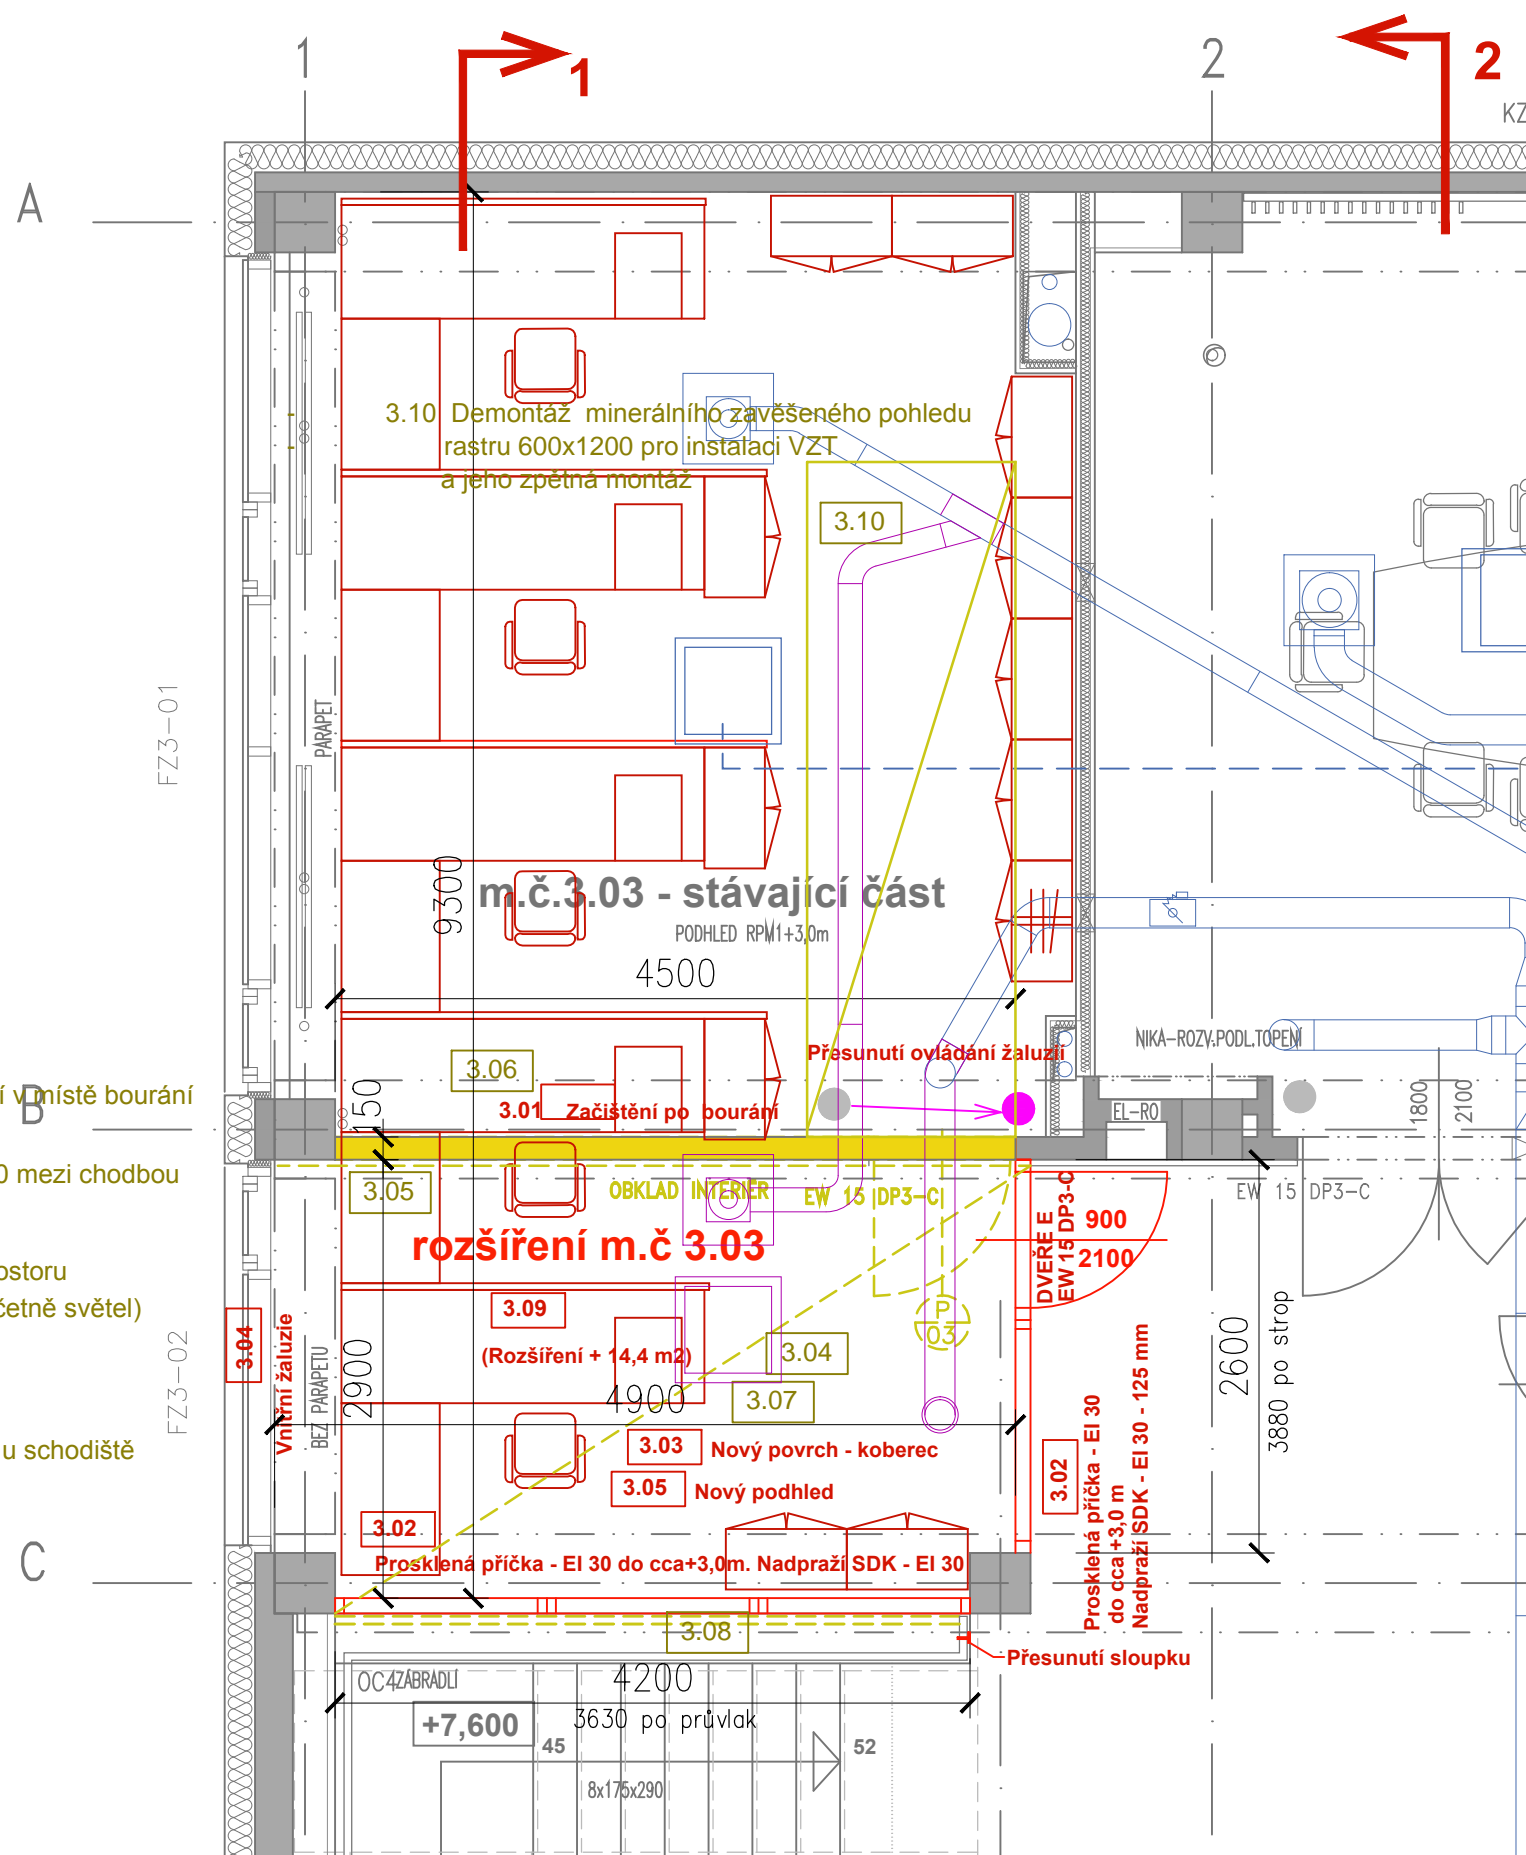 1
1
2
2
KZ
A
3.10 Demontáž minerálního zavěšeného pohledu
rastru 600x1200 pro instalaci VZT
a jeho zpětná montáž
3.10
FZ3-01
PARAPET
9300
m.č.3.03 - stávající část
PODHLED RPM1+3,0m
4500
NIKA-ROZV.PODL.TOPENÍ
Přesunutí ovládání žaluzií
3.06
í v místě bourání
B
150
3.01 Začištění po bourání
EL-RO
1800
2100
0 mezi chodbou
3.05
OBKLAD INTERIÉR
EW 15 DP3-C
EW 15 DP3-C
DVEŘE E
EW 15 DP3-C
900
2100
rozšíření m.č 3.03
ostoru
četně světel)
3.09
P
03
3.04
Vnitřní žaluzie
BEZ PARAPETU
2900
(Rozšíření + 14,4 m2)
3.04
3.07
4900
2600
3880 po strop
FZ3-02
3.03 Nový povrch - koberec
u schodiště
3.05 Nový podhled
3.02
Prosklená příčka - EI 30
do cca +3,0 m
Nadpraží SDK - EI 30 - 125 mm
3.02
Prosklená příčka - EI 30 do cca+3,0m. Nadpraží SDK - EI 30
C
3.08
Přesunutí sloupku
OC4
ZÁBRADLÍ
4200
3630 po průvlak
+7,600
45
52
8x175x290